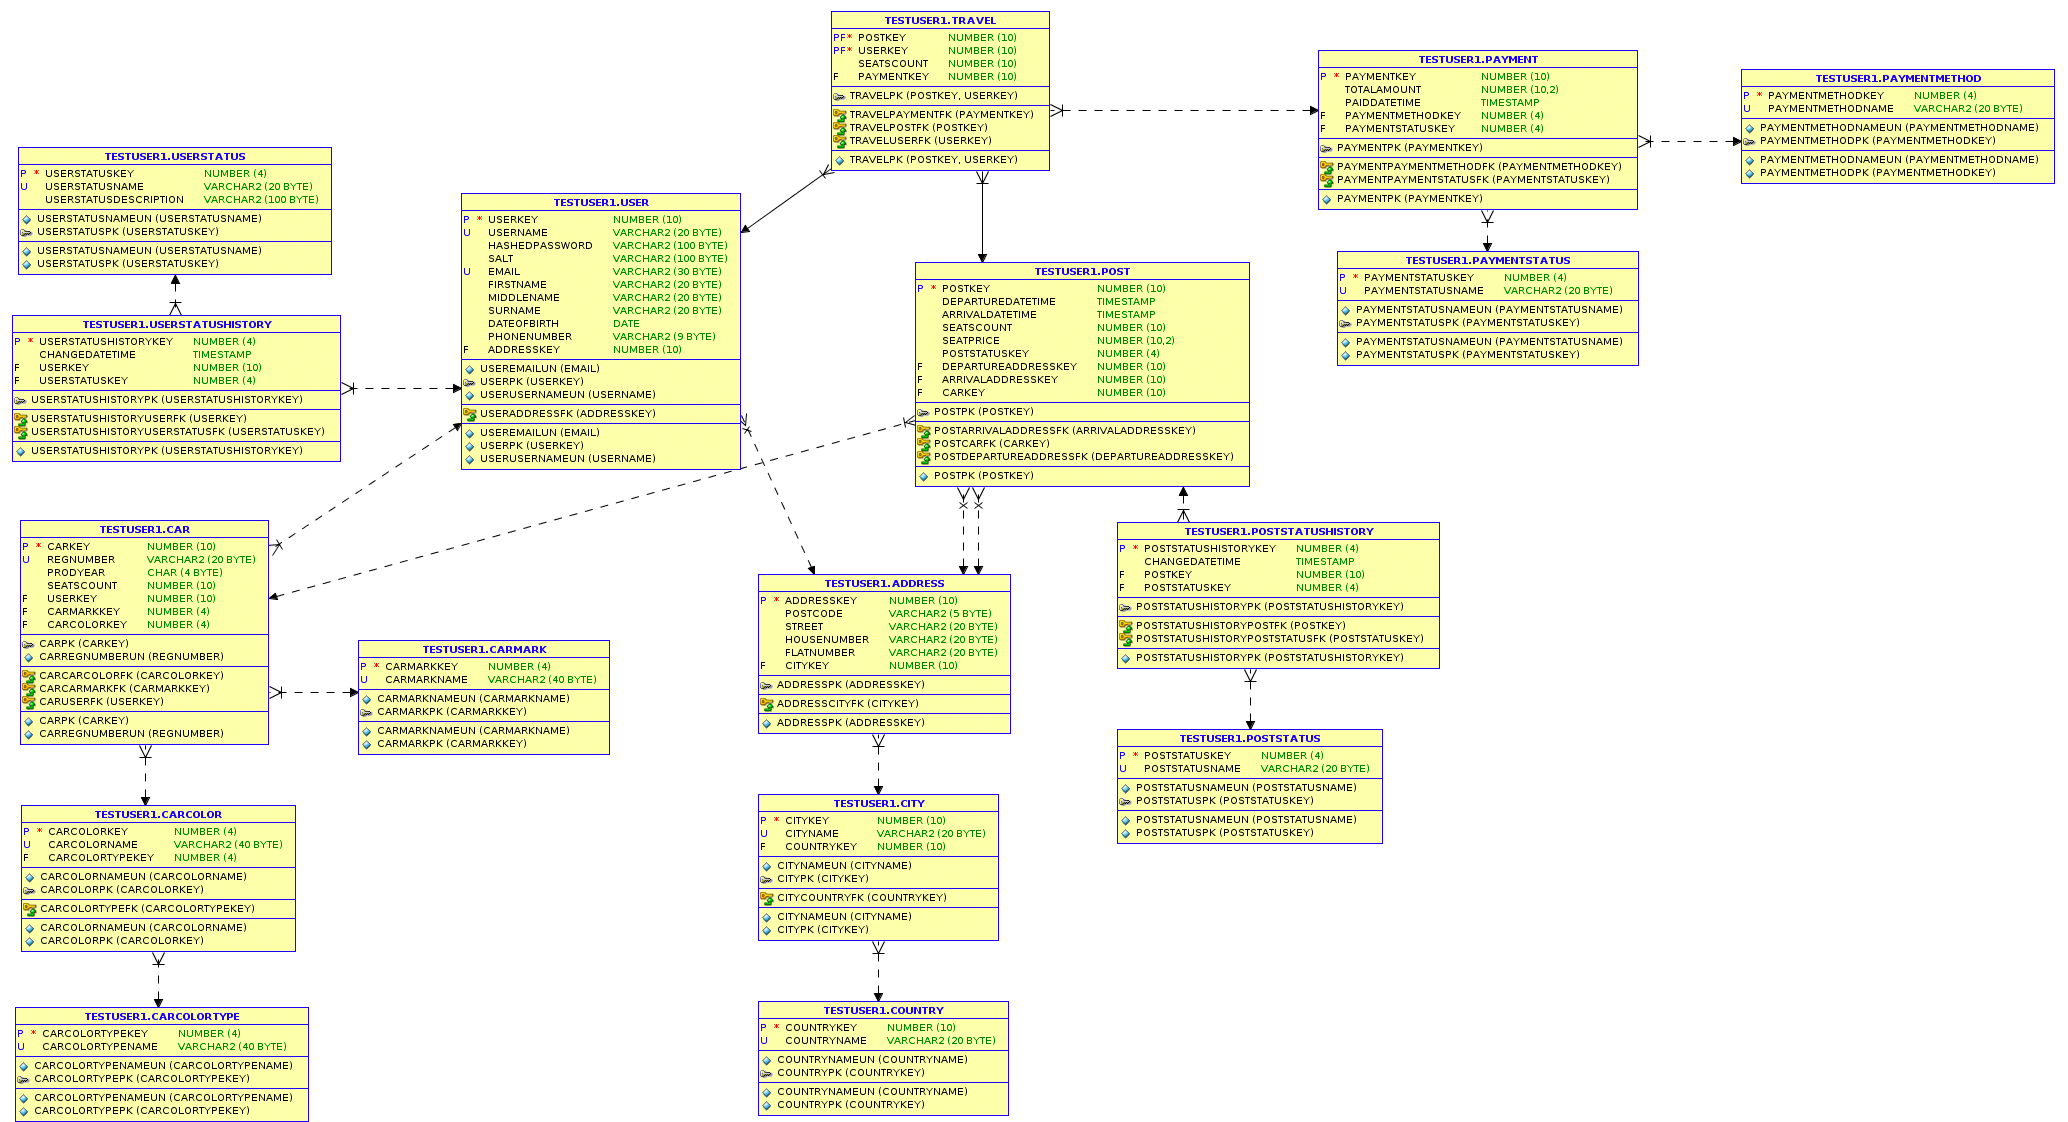 TESTUSER1.TRAVEL
PF* POSTKEY NUMBER (10)
PF* USERKEY NUMBER (10)
SEATSCOUNT NUMBER (10)
F PAYMENTKEY NUMBER (10)
TRAVELPK (POSTKEY, USERKEY)
TRAVELPAYMENTFK (PAYMENTKEY)
TRAVELPOSTFK (POSTKEY)
TRAVELUSERFK (USERKEY)
TRAVELPK (POSTKEY, USERKEY)
TESTUSER1.PAYMENT
P * PAYMENTKEY NUMBER (10)
TOTALAMOUNT NUMBER (10,2)
PAIDDATETIME TIMESTAMP
F PAYMENTMETHODKEY NUMBER (4)
F PAYMENTSTATUSKEY NUMBER (4)
PAYMENTPK (PAYMENTKEY)
PAYMENTPAYMENTMETHODFK (PAYMENTMETHODKEY)
PAYMENTPAYMENTSTATUSFK (PAYMENTSTATUSKEY)
PAYMENTPK (PAYMENTKEY)
TESTUSER1.PAYMENTMETHOD
P * PAYMENTMETHODKEY NUMBER (4)
U PAYMENTMETHODNAME VARCHAR2 (20 BYTE)
PAYMENTMETHODNAMEUN (PAYMENTMETHODNAME)
PAYMENTMETHODPK (PAYMENTMETHODKEY)
PAYMENTMETHODNAMEUN (PAYMENTMETHODNAME)
PAYMENTMETHODPK (PAYMENTMETHODKEY)
TESTUSER1.USERSTATUS
P * USERSTATUSKEY NUMBER (4)
U USERSTATUSNAME VARCHAR2 (20 BYTE)
USERSTATUSDESCRIPTION VARCHAR2 (100 BYTE)
USERSTATUSNAMEUN (USERSTATUSNAME)
USERSTATUSPK (USERSTATUSKEY)
USERSTATUSNAMEUN (USERSTATUSNAME)
USERSTATUSPK (USERSTATUSKEY)
TESTUSER1.USER
P * USERKEY NUMBER (10)
U USERNAME VARCHAR2 (20 BYTE)
HASHEDPASSWORD VARCHAR2 (100 BYTE)
SALT VARCHAR2 (100 BYTE)
U EMAIL VARCHAR2 (30 BYTE)
FIRSTNAME VARCHAR2 (20 BYTE)
MIDDLENAME VARCHAR2 (20 BYTE)
SURNAME VARCHAR2 (20 BYTE)
DATEOFBIRTH DATE
PHONENUMBER VARCHAR2 (9 BYTE)
F ADDRESSKEY NUMBER (10)
USEREMAILUN (EMAIL)
USERPK (USERKEY)
USERUSERNAMEUN (USERNAME)
USERADDRESSFK (ADDRESSKEY)
USEREMAILUN (EMAIL)
USERPK (USERKEY)
USERUSERNAMEUN (USERNAME)
TESTUSER1.PAYMENTSTATUS
P * PAYMENTSTATUSKEY NUMBER (4)
U PAYMENTSTATUSNAME VARCHAR2 (20 BYTE)
PAYMENTSTATUSNAMEUN (PAYMENTSTATUSNAME)
PAYMENTSTATUSPK (PAYMENTSTATUSKEY)
PAYMENTSTATUSNAMEUN (PAYMENTSTATUSNAME)
PAYMENTSTATUSPK (PAYMENTSTATUSKEY)
TESTUSER1.POST
P * POSTKEY NUMBER (10)
DEPARTUREDATETIME TIMESTAMP
ARRIVALDATETIME TIMESTAMP
SEATSCOUNT NUMBER (10)
SEATPRICE NUMBER (10,2)
POSTSTATUSKEY NUMBER (4)
F DEPARTUREADDRESSKEY NUMBER (10)
F ARRIVALADDRESSKEY NUMBER (10)
F CARKEY NUMBER (10)
POSTPK (POSTKEY)
POSTARRIVALADDRESSFK (ARRIVALADDRESSKEY)
POSTCARFK (CARKEY)
POSTDEPARTUREADDRESSFK (DEPARTUREADDRESSKEY)
POSTPK (POSTKEY)
TESTUSER1.USERSTATUSHISTORY
P * USERSTATUSHISTORYKEY NUMBER (4)
CHANGEDATETIME TIMESTAMP
F USERKEY NUMBER (10)
F USERSTATUSKEY NUMBER (4)
USERSTATUSHISTORYPK (USERSTATUSHISTORYKEY)
USERSTATUSHISTORYUSERFK (USERKEY)
USERSTATUSHISTORYUSERSTATUSFK (USERSTATUSKEY)
USERSTATUSHISTORYPK (USERSTATUSHISTORYKEY)
TESTUSER1.CAR
P * CARKEY NUMBER (10)
U REGNUMBER VARCHAR2 (20 BYTE)
PRODYEAR CHAR (4 BYTE)
SEATSCOUNT NUMBER (10)
F USERKEY NUMBER (10)
F CARMARKKEY NUMBER (4)
F CARCOLORKEY NUMBER (4)
CARPK (CARKEY)
CARREGNUMBERUN (REGNUMBER)
CARCARCOLORFK (CARCOLORKEY)
CARCARMARKFK (CARMARKKEY)
CARUSERFK (USERKEY)
CARPK (CARKEY)
CARREGNUMBERUN (REGNUMBER)
TESTUSER1.POSTSTATUSHISTORY
P * POSTSTATUSHISTORYKEY NUMBER (4)
CHANGEDATETIME TIMESTAMP
F POSTKEY NUMBER (10)
F POSTSTATUSKEY NUMBER (4)
POSTSTATUSHISTORYPK (POSTSTATUSHISTORYKEY)
POSTSTATUSHISTORYPOSTFK (POSTKEY)
POSTSTATUSHISTORYPOSTSTATUSFK (POSTSTATUSKEY)
POSTSTATUSHISTORYPK (POSTSTATUSHISTORYKEY)
TESTUSER1.ADDRESS
P * ADDRESSKEY NUMBER (10)
POSTCODE VARCHAR2 (5 BYTE)
STREET VARCHAR2 (20 BYTE)
HOUSENUMBER VARCHAR2 (20 BYTE)
FLATNUMBER VARCHAR2 (20 BYTE)
F CITYKEY NUMBER (10)
ADDRESSPK (ADDRESSKEY)
ADDRESSCITYFK (CITYKEY)
ADDRESSPK (ADDRESSKEY)
TESTUSER1.CARMARK
P * CARMARKKEY NUMBER (4)
U CARMARKNAME VARCHAR2 (40 BYTE)
CARMARKNAMEUN (CARMARKNAME)
CARMARKPK (CARMARKKEY)
CARMARKNAMEUN (CARMARKNAME)
CARMARKPK (CARMARKKEY)
TESTUSER1.POSTSTATUS
P * POSTSTATUSKEY NUMBER (4)
U POSTSTATUSNAME VARCHAR2 (20 BYTE)
POSTSTATUSNAMEUN (POSTSTATUSNAME)
POSTSTATUSPK (POSTSTATUSKEY)
POSTSTATUSNAMEUN (POSTSTATUSNAME)
POSTSTATUSPK (POSTSTATUSKEY)
TESTUSER1.CITY
P * CITYKEY NUMBER (10)
U CITYNAME VARCHAR2 (20 BYTE)
F COUNTRYKEY NUMBER (10)
CITYNAMEUN (CITYNAME)
CITYPK (CITYKEY)
CITYCOUNTRYFK (COUNTRYKEY)
CITYNAMEUN (CITYNAME)
CITYPK (CITYKEY)
TESTUSER1.CARCOLOR
P * CARCOLORKEY NUMBER (4)
U CARCOLORNAME VARCHAR2 (40 BYTE)
F CARCOLORTYPEKEY NUMBER (4)
CARCOLORNAMEUN (CARCOLORNAME)
CARCOLORPK (CARCOLORKEY)
CARCOLORTYPEFK (CARCOLORTYPEKEY)
CARCOLORNAMEUN (CARCOLORNAME)
CARCOLORPK (CARCOLORKEY)
TESTUSER1.COUNTRY
P * COUNTRYKEY NUMBER (10)
U COUNTRYNAME VARCHAR2 (20 BYTE)
COUNTRYNAMEUN (COUNTRYNAME)
COUNTRYPK (COUNTRYKEY)
COUNTRYNAMEUN (COUNTRYNAME)
COUNTRYPK (COUNTRYKEY)
TESTUSER1.CARCOLORTYPE
P * CARCOLORTYPEKEY NUMBER (4)
U CARCOLORTYPENAME VARCHAR2 (40 BYTE)
CARCOLORTYPENAMEUN (CARCOLORTYPENAME)
CARCOLORTYPEPK (CARCOLORTYPEKEY)
CARCOLORTYPENAMEUN (CARCOLORTYPENAME)
CARCOLORTYPEPK (CARCOLORTYPEKEY)